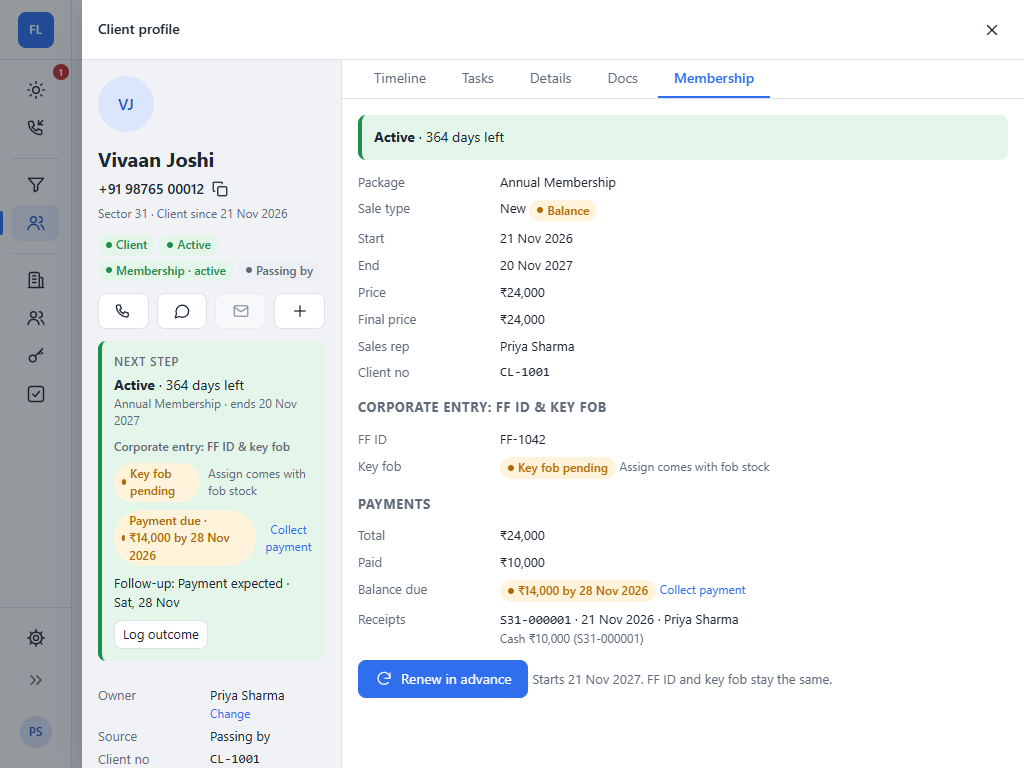 FL
Client profile
1
VJ
Vivaan Joshi
+91 98765 00012
Sector 31 · Client since 21 Nov 2026
Client
Active
Membership · active
Passing by
NEXT STEP
Active · 364 days left
Annual Membership · ends 20 Nov
2027
Corporate entry: FF ID & key fob
Key fob
pending
Assign comes with
fob stock
Payment due ·
₹14,000 by 28 Nov
2026
Collect
payment
Follow-up: Payment expected ·
Sat, 28 Nov
Log outcome
Owner
Priya Sharma
Change
Source
Passing by
Client no
CL-1001
PS
Timeline
Tasks
Details
Docs
Membership
Active · 364 days left
Package
Annual Membership
Sale type
New
Balance
Start
21 Nov 2026
End
20 Nov 2027
Price
₹24,000
Final price
₹24,000
Sales rep
Priya Sharma
Client no
CL-1001
CORPORATE ENTRY: FF ID & KEY FOB
FF ID
FF-1042
Key fob
Key fob pending
Assign comes with fob stock
PAYMENTS
Total
₹24,000
Paid
₹10,000
Balance due
₹14,000 by 28 Nov 2026
Collect payment
Receipts
S31-000001 · 21 Nov 2026 · Priya Sharma
Cash ₹10,000 (S31-000001)
Renew in advance
Starts 21 Nov 2027. FF ID and key fob stay the same.